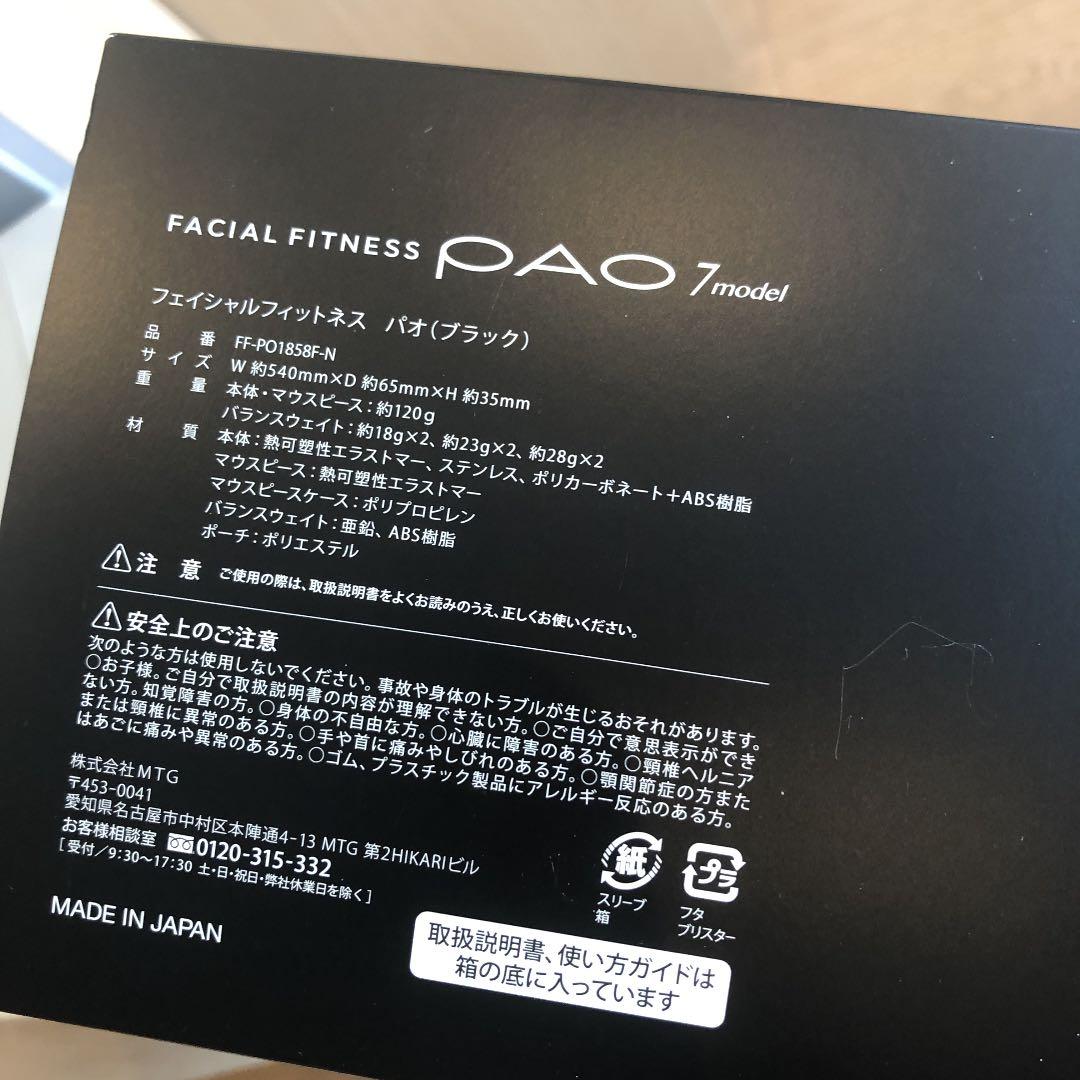 FACIAL FITNESS PAO 7 model
フェイシャルフィットネス パオ(ブラック)
品番 FF-PO1858F-N
サイズ W 約540mm×D 約65mm×H 約35mm
重量 本体・マウスピース:約120g
バランスウェイト:約18g×2、約23g×2、約28g×2
材質 本体:熱可塑性エラストマー、ステンレス、ポリカーボネート+ABS樹脂
マウスピース:熱可塑性エラストマー
マウスピースケース:ポリプロピレン
バランスウェイト:亜鉛、ABS樹脂
ポーチ:ポリエステル
注意 ご使用の際は、取扱説明書をよくお読みのうえ、正しくお使いください。
安全上のご注意
次のような方は使用しないでください。事故や身体のトラブルが生じるおそれがあります。
○お子様。ご自分で取扱説明書の内容が理解できない方。○ご自分で意思表示ができ
ない方。知覚障害の方。○身体の不自由な方。○心臓に障害のある方。○頸椎ヘルニア
または頸椎に異常のある方。○手や首に痛みやしびれのある方。○顎関節症の方また
はあごに痛みや異常のある方。○ゴム、プラスチック製品にアレルギー反応のある方。
株式会社MTG
〒453-0041
愛知県名古屋市中村区本陣通4-13 MTG 第2HIKARIビル
お客様相談室 0120-315-332
[受付/9:30~17:30 土・日・祝日・弊社休業日を除く]
MADE IN JAPAN
紙
スリーブ
箱
プラ
フタ
ブリスター
取扱説明書、使い方ガイドは
箱の底に入っています